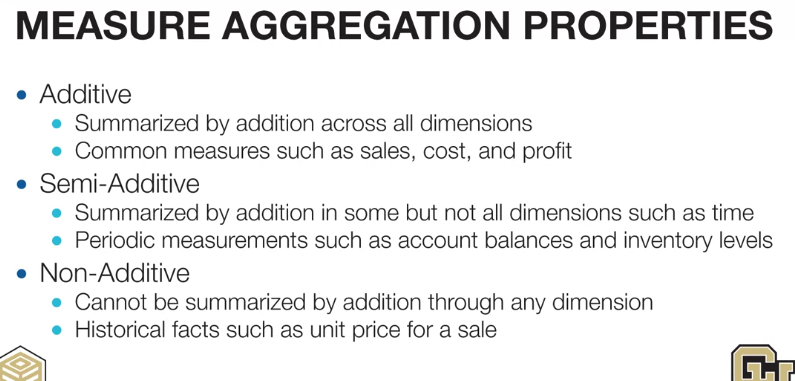 MEASURE AGGREGATION PROPERTIES
• Additive
• Summarized by addition across all dimensions
• Common measures such as sales, cost, and profit
• Semi-Additive
• Summarized by addition in some but not all dimensions such as time
• Periodic measurements such as account balances and inventory levels
• Non-Additive
• Cannot be summarized by addition through any dimension
• Historical facts such as unit price for a sale